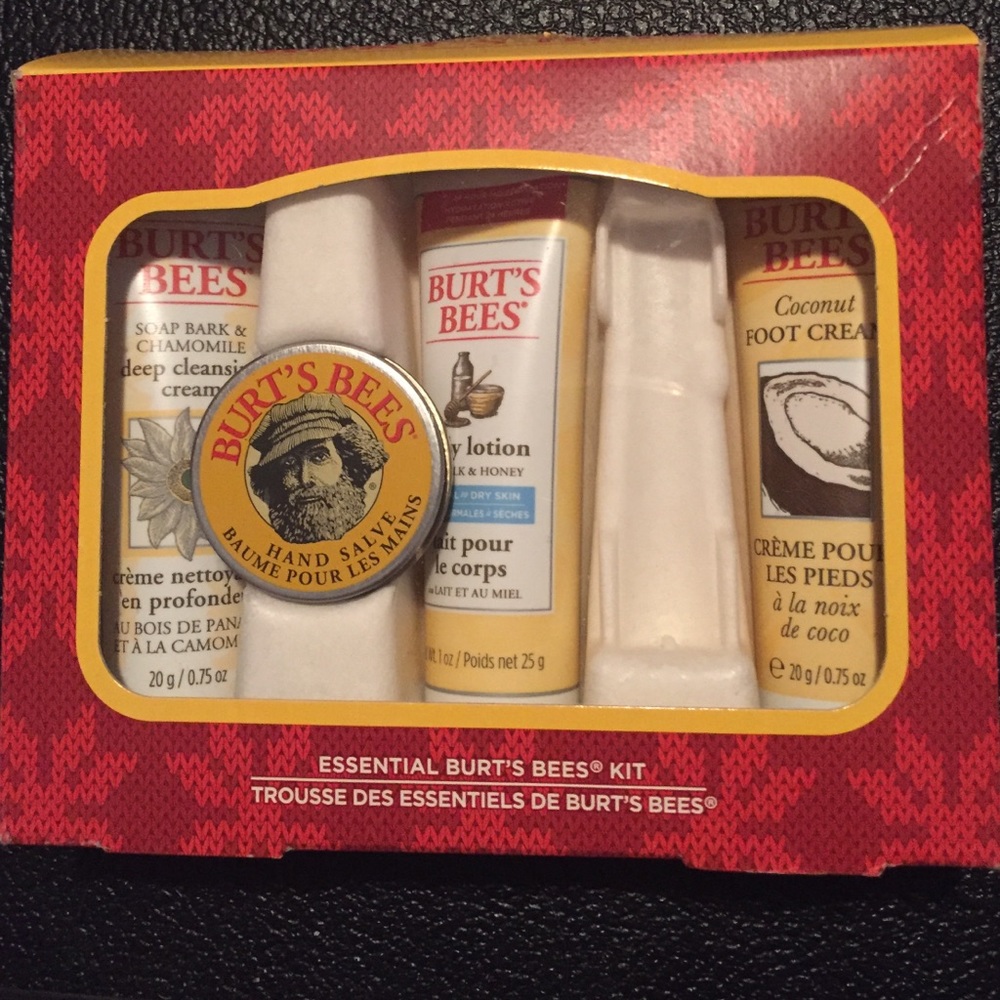 BURT'S
BEES
SOAP BARK &
CHAMOMILE
deep cleansi
cream
crème nettoya
en profonde
AU BOIS DE PANA
ET À LA CAMOM
20 g / 0.75 oz
BURT'S BEES®
HAND SALVE
BAUME POUR LES MAINS
BURT'S
BEES®
y lotion
LK & HONEY
DRY SKIN
NORMALES À SÈCHES
ait pour
le corps
LAIT ET AU MIEL
1 oz / Poids net 25 g
BURT
BEES
Coconut
FOOT CREAM
CRÈME POU
LES PIEDS
à la noix
de coco
℮ 20 g / 0.75 oz
ESSENTIAL BURT'S BEES® KIT
TROUSSE DES ESSENTIELS DE BURT'S BEES®